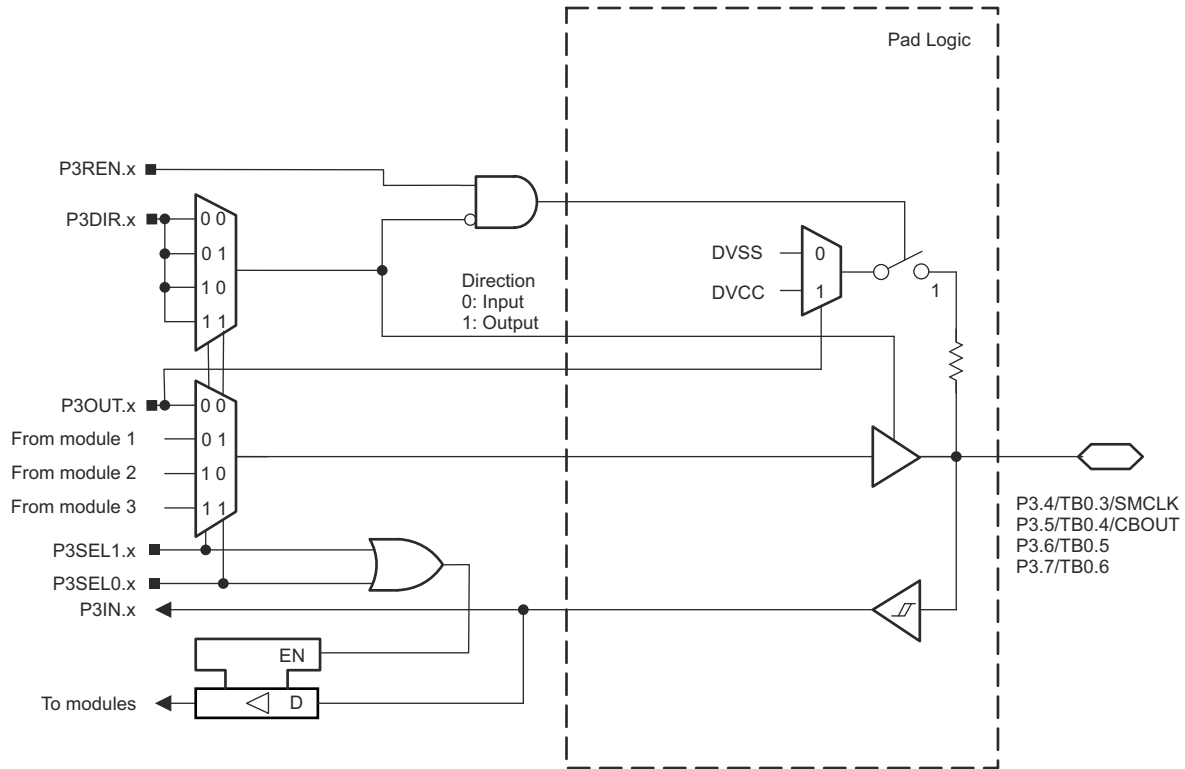 Pad Logic
P3REN.x
P3DIR.x
0 0
0 1
1 0
1 1
Direction
0: Input
1: Output
DVSS
DVCC
0
1
1
P3OUT.x
From module 1
From module 2
From module 3
0 0
0 1
1 0
1 1
P3SEL1.x
P3SEL0.x
P3IN.x
EN
D
To modules
P3.4/TB0.3/SMCLK
P3.5/TB0.4/CBOUT
P3.6/TB0.5
P3.7/TB0.6